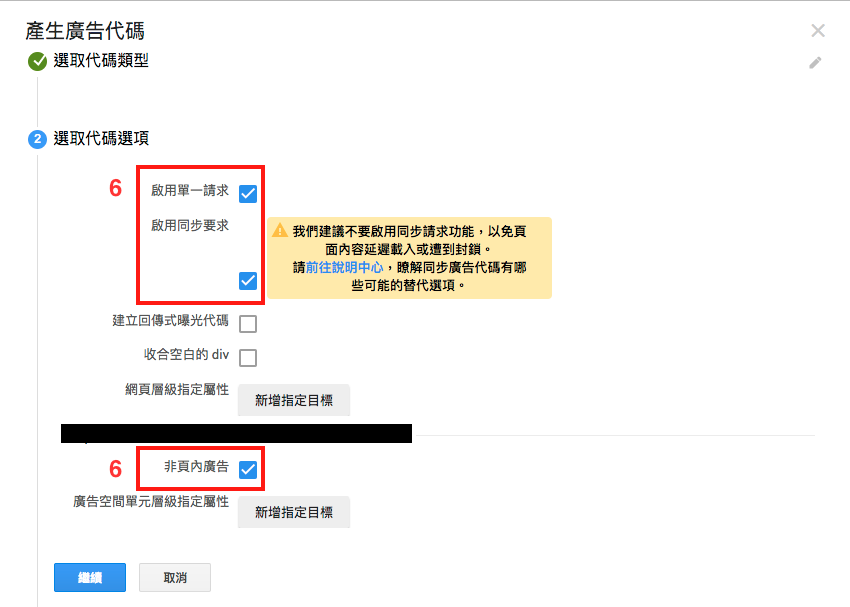 產生廣告代碼
選取代碼類型
2 選取代碼選項
6
啟用單一請求
啟用同步要求
我們建議不要啟用同步請求功能，以免頁
面內容延遲載入或遭到封鎖。
請前往說明中心，瞭解同步廣告代碼有哪
些可能的替代選項。
建立回傳式曝光代碼
收合空白的 div
網頁層級指定屬性
新增指定目標
6
非頁內廣告
廣告空間單元層級指定屬性
新增指定目標
繼續
取消